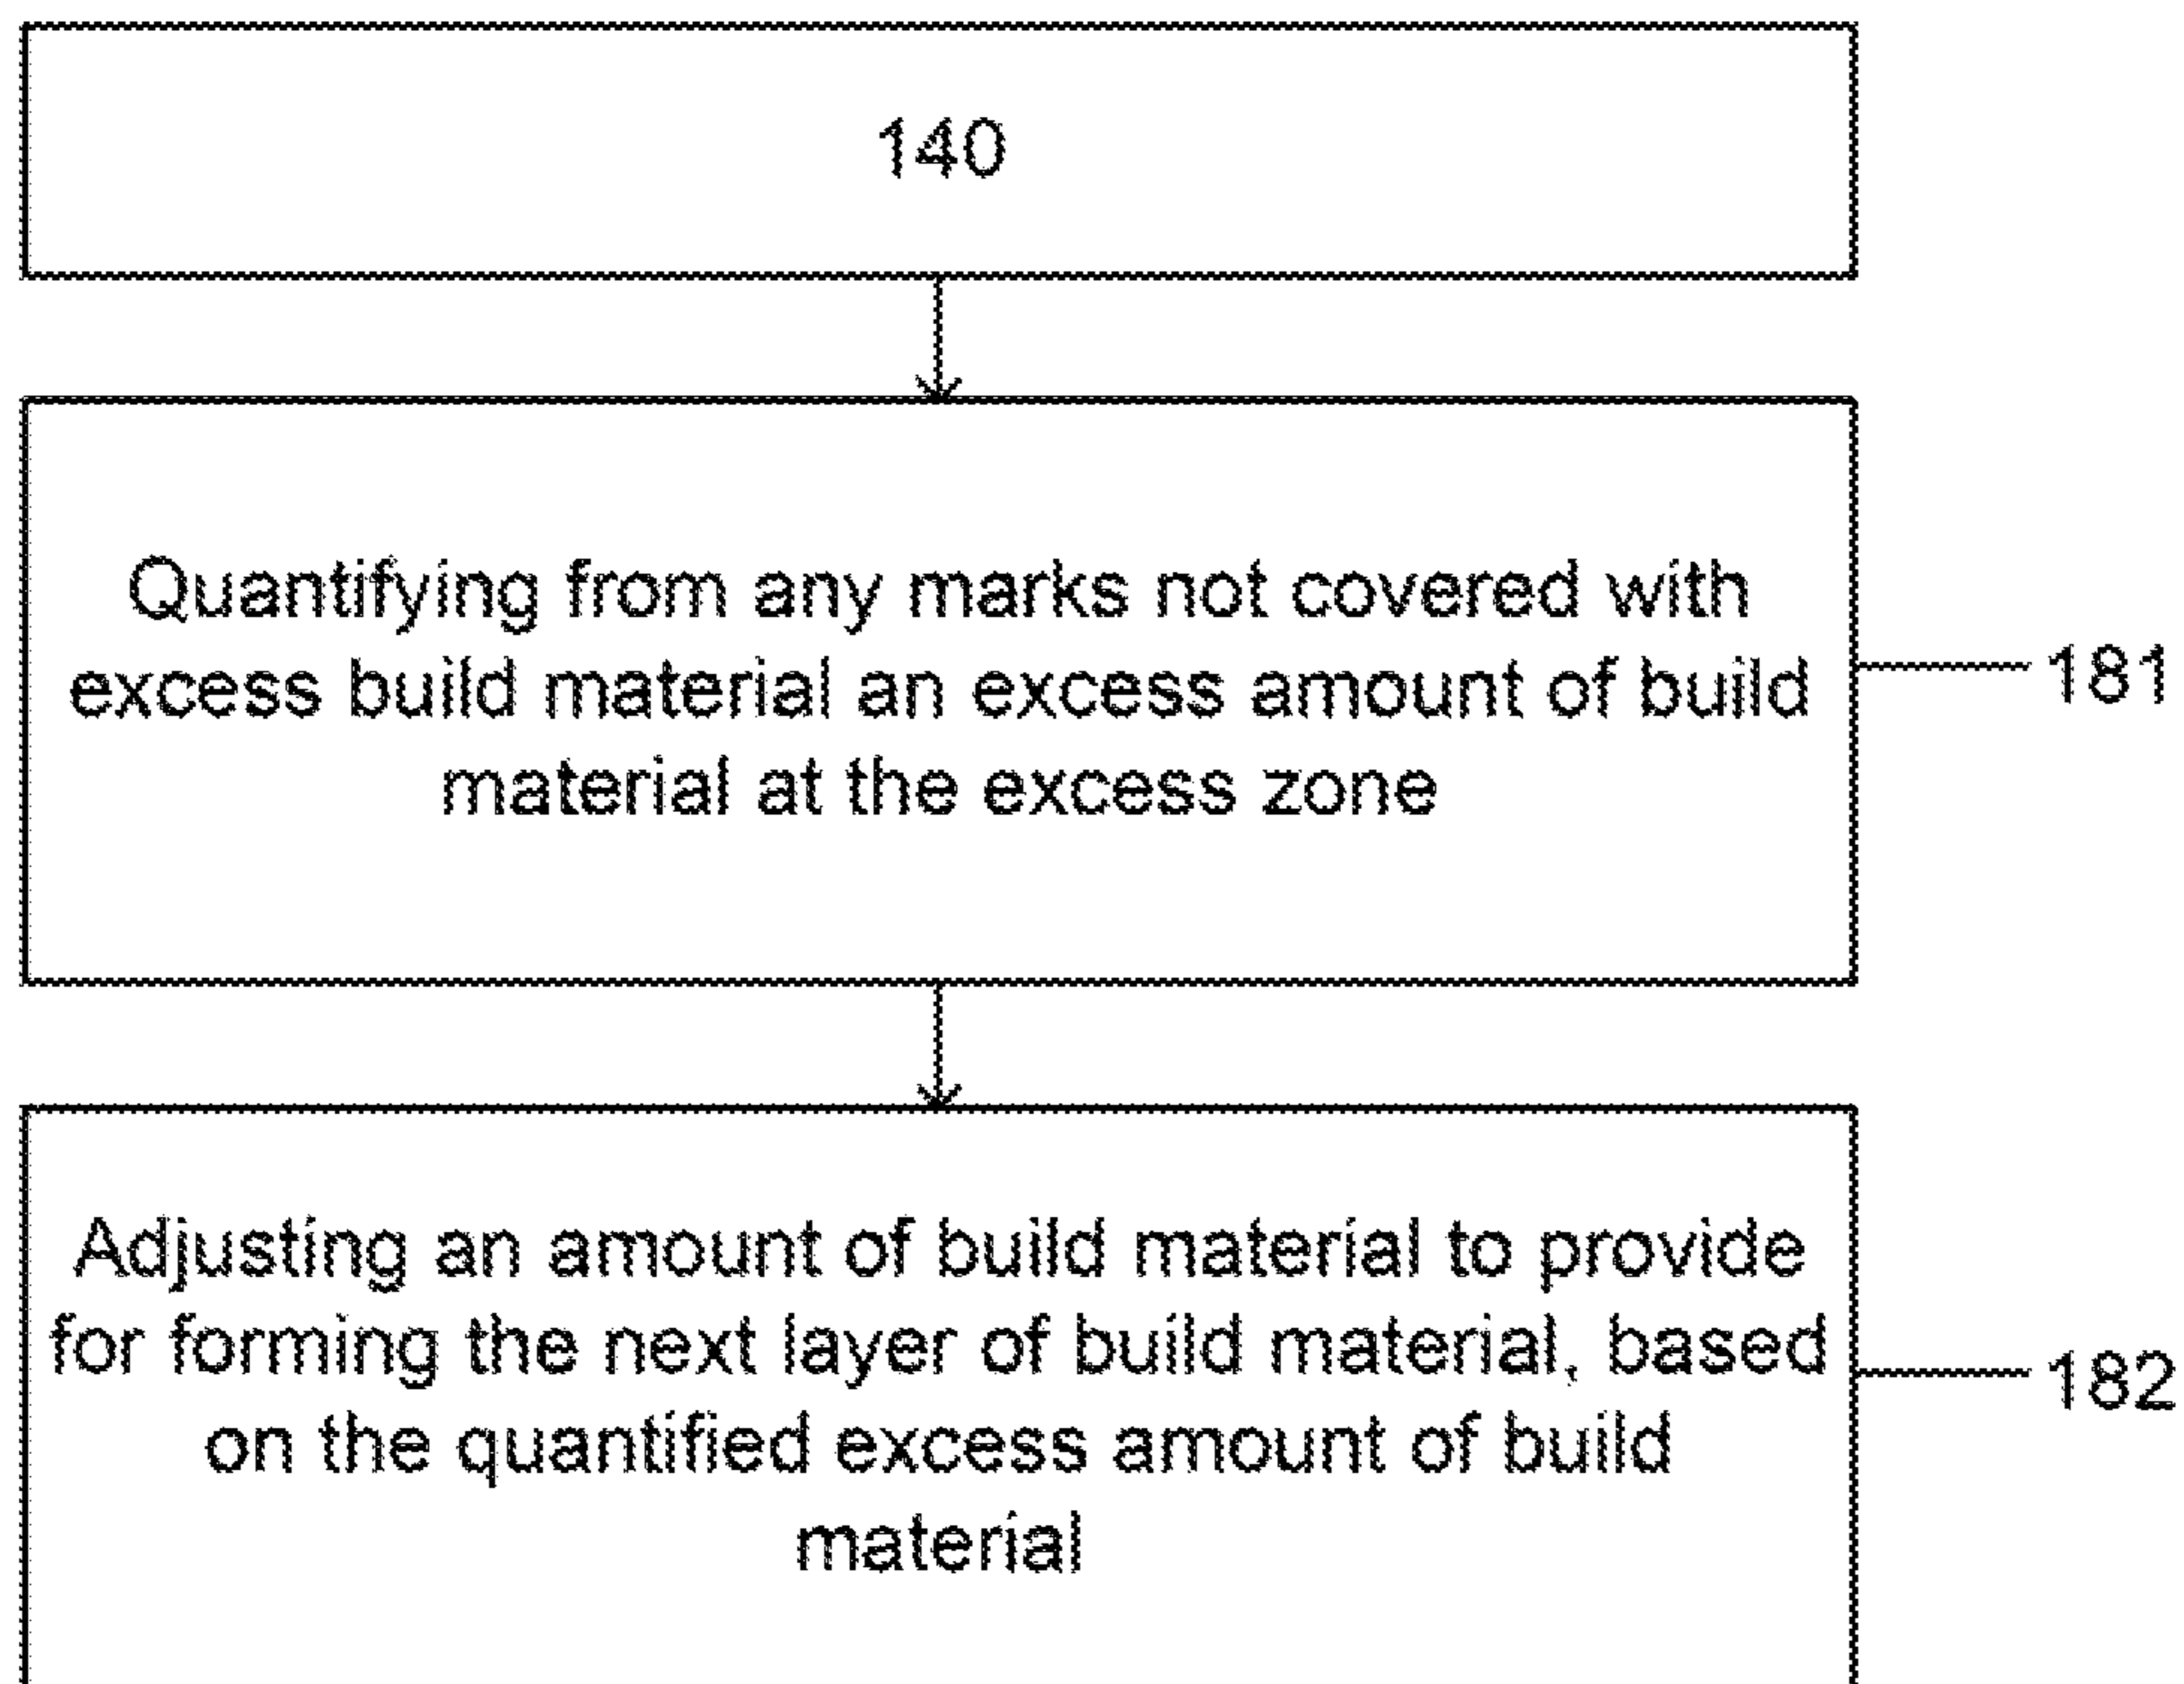 140
Quantifying from any marks not covered with
excess build material an excess amount of build
material at the excess zone
181
Adjusting an amount of build material to provide
for forming the next layer of build material, based
on the quantified excess amount of build
material
182